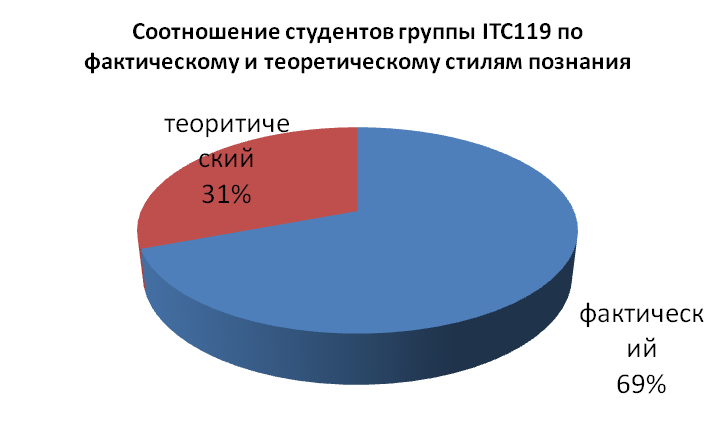 Соотношение студентов группы ITC119 по
фактическому и теоретическому стилям познания
теоритиче
ский
31%
фактическ
ий
69%